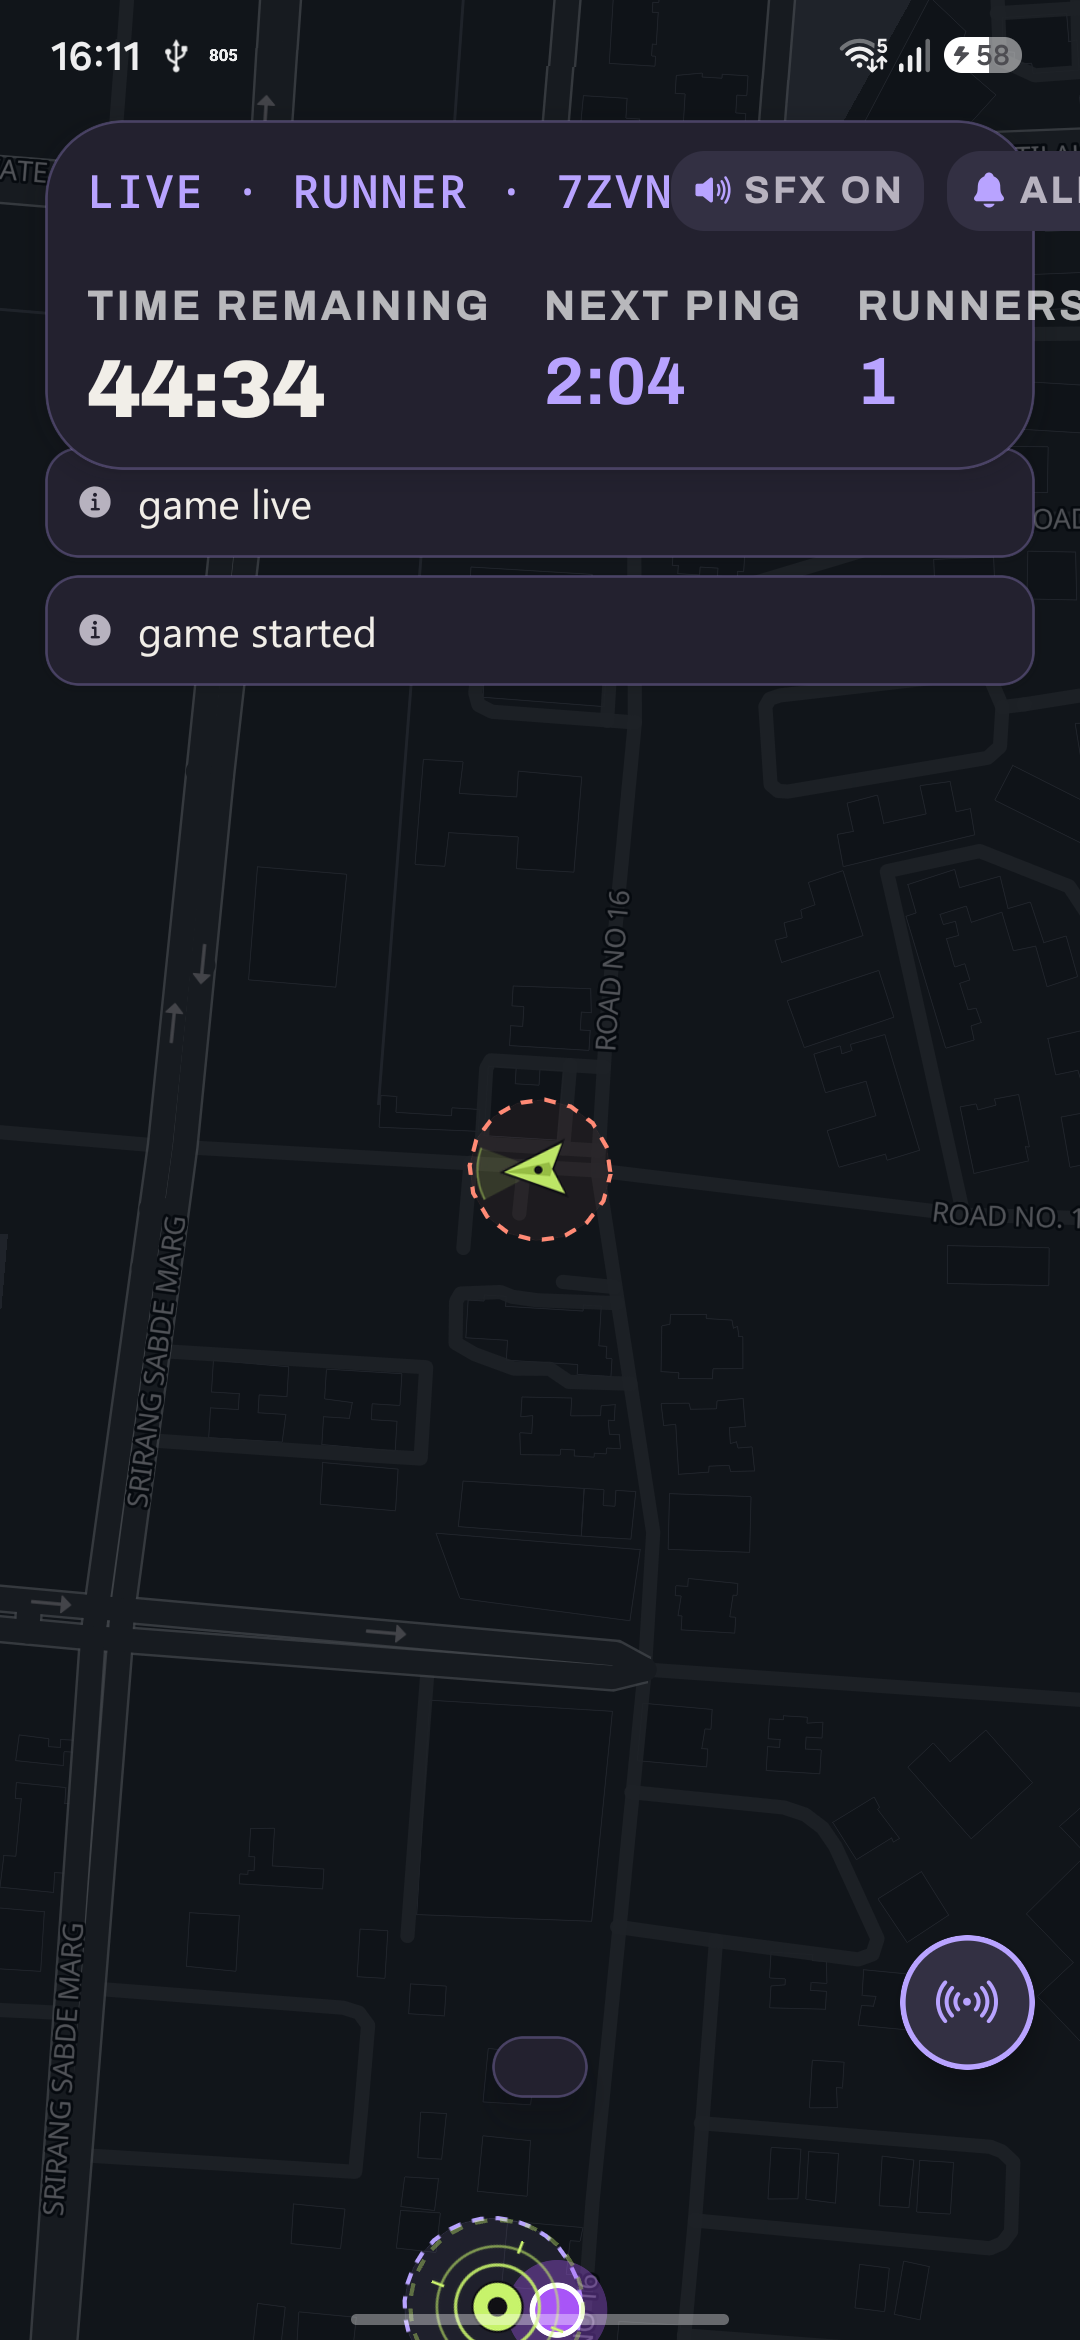 16:11 805 5 58
LIVE · RUNNER · 7ZVN SFX ON
TIME REMAINING NEXT PING RUNNERS
44:34 2:04 1
game live
game started
ROAD NO 16
ROAD NO. 1
SRIRANG SABDE MARG
SRIRANG SABDE MARG